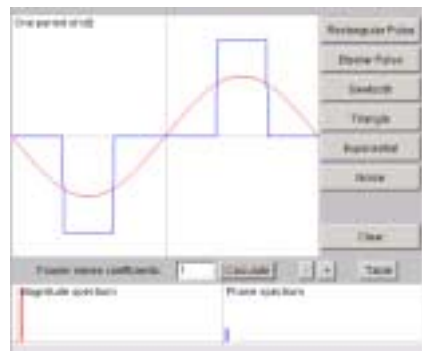 One period of x(t)
Rectangular Pulse
Bipolar Pulse
Sawtooth
Triangle
Exponential
Noise
Clear
Fourier series coefficients: 1 Calculate - + Table
Magnitude spectrum
Phase spectrum